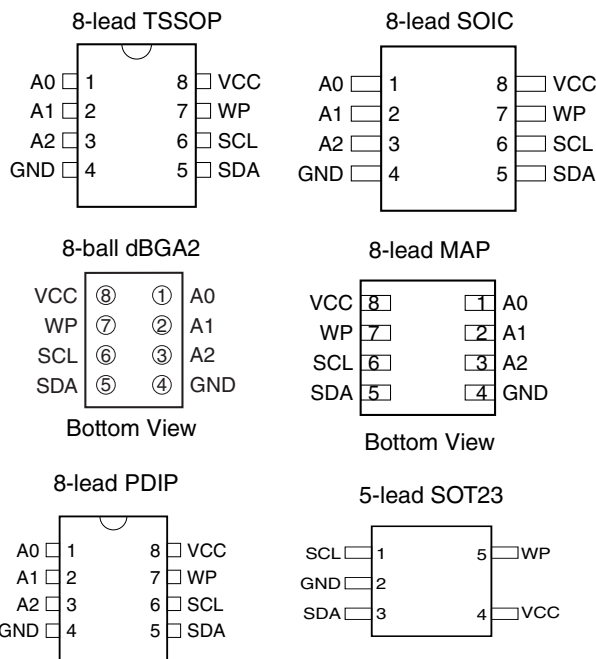 8-lead TSSOP
A0 1 8 VCC
A1 2 7 WP
A2 3 6 SCL
GND 4 5 SDA
8-lead SOIC
A0 1 8 VCC
A1 2 7 WP
A2 3 6 SCL
GND 4 5 SDA
8-ball dBGA2
VCC 8 1 A0
WP 7 2 A1
SCL 6 3 A2
SDA 5 4 GND
Bottom View
8-lead MAP
VCC 8 1 A0
WP 7 2 A1
SCL 6 3 A2
SDA 5 4 GND
Bottom View
8-lead PDIP
A0 1 8 VCC
A1 2 7 WP
A2 3 6 SCL
GND 4 5 SDA
5-lead SOT23
SCL 1 5 WP
GND 2
SDA 3 4 VCC